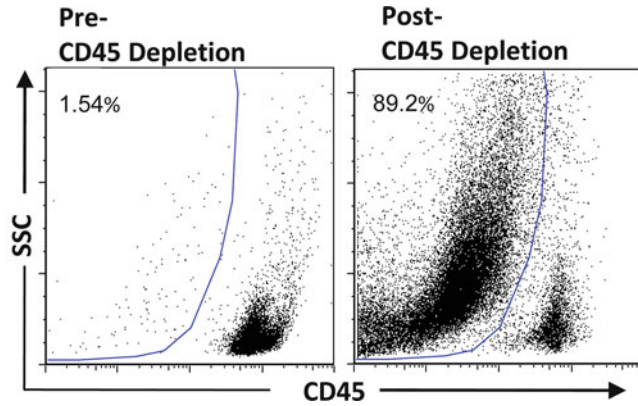 Pre-
CD45 Depletion
Post-
CD45 Depletion
1.54%
89.2%
SSC
CD45